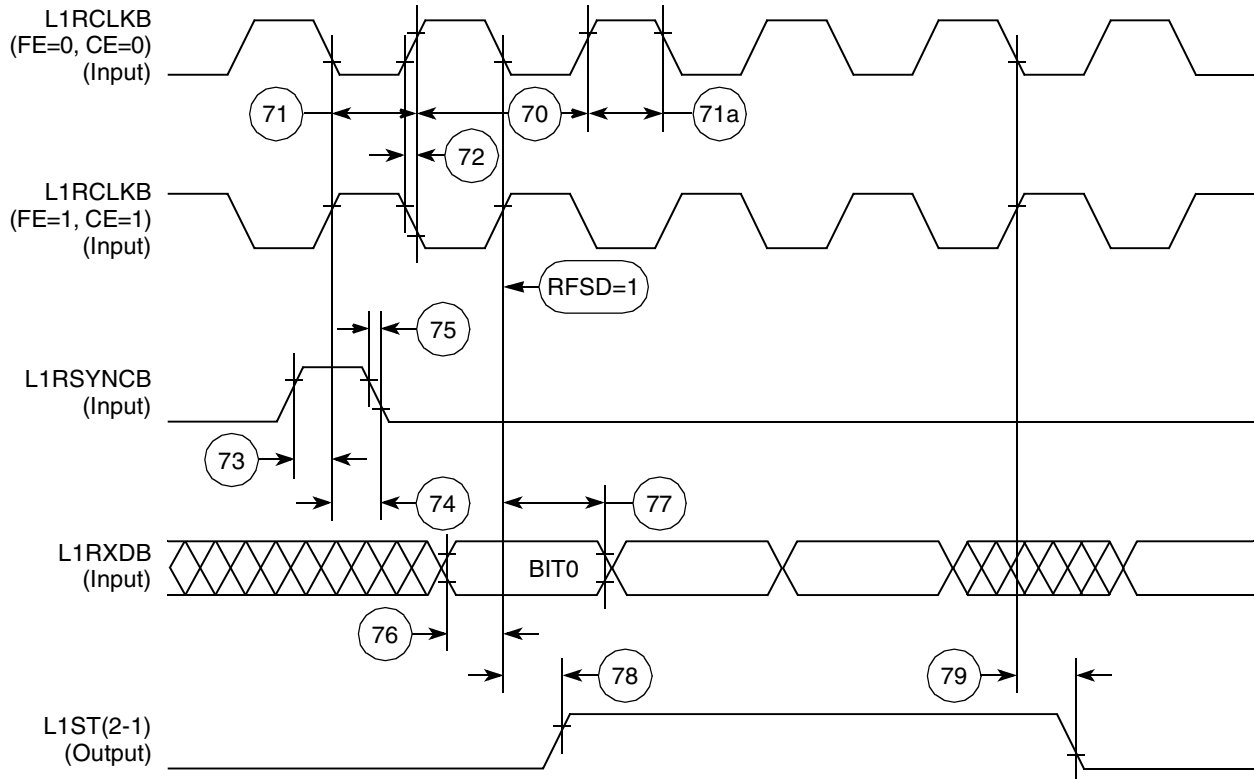 L1RCLKB
(FE=0, CE=0)
(Input)
71
70
71a
72
L1RCLKB
(FE=1, CE=1)
(Input)
RFSD=1
75
L1RSYNCB
(Input)
73
74
77
L1RXDB
(Input)
BIT0
76
78
79
L1ST(2-1)
(Output)